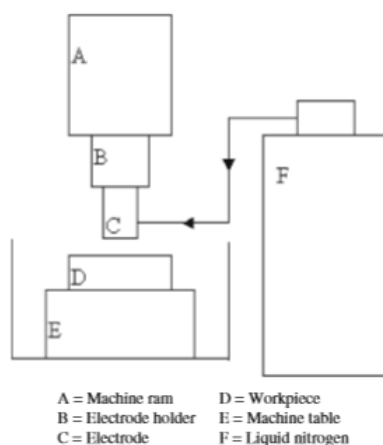 A
B
C
D
E
F
A = Machine ram D = Workpiece
B = Electrode holder E = Machine table
C = Electrode F = Liquid nitrogen